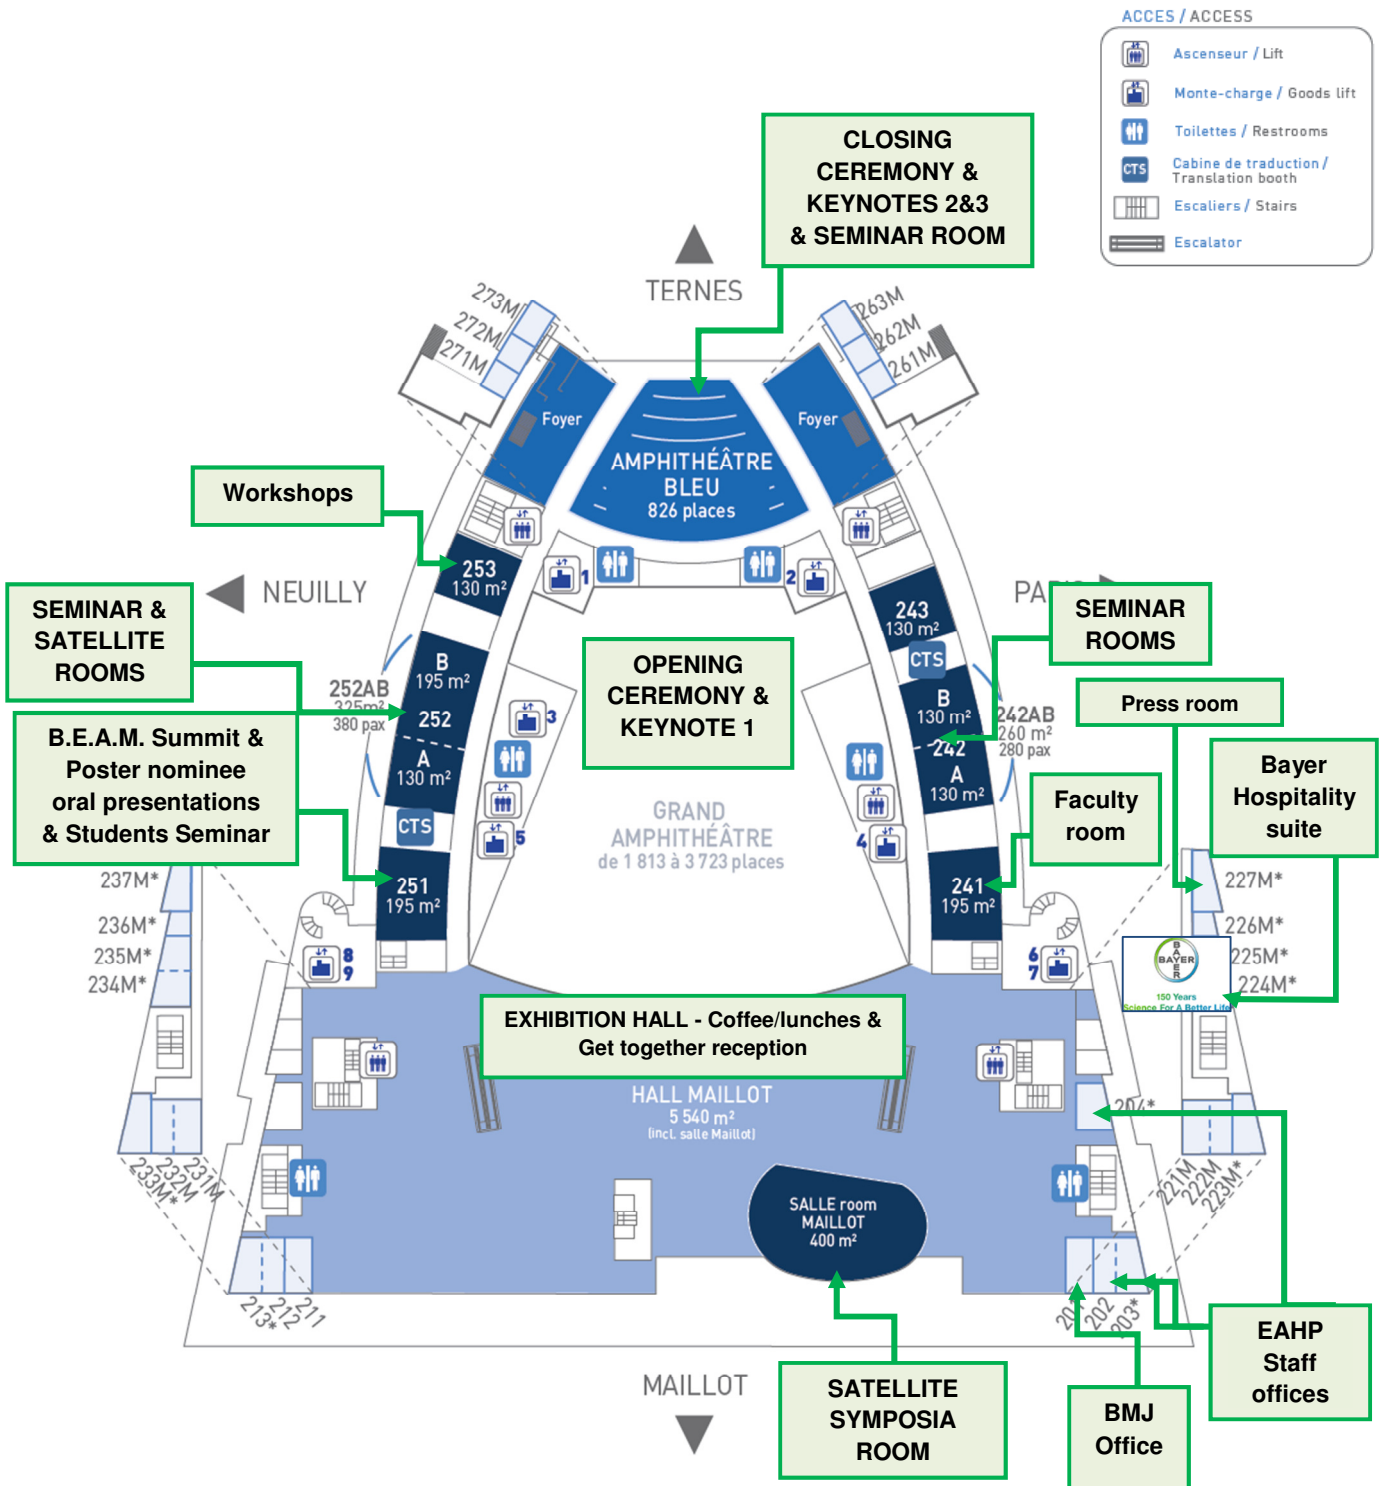 ACCES / ACCESS
Ascenseur / Lift
Monte-charge / Goods lift
Toilettes / Restrooms
CTS
Cabine de traduction /
Translation booth
Escaliers / Stairs
Escalator
CLOSING
CEREMONY &
KEYNOTES 2&3
& SEMINAR ROOM
TERNES
273M
272M
271M
263M
262M
261M
Foyer
Foyer
AMPHITHÉÂTRE
BLEU
826 places
Workshops
253
130 m²
1
2
NEUILLY
243
130 m²
CTS
SEMINAR
ROOMS
SEMINAR &
SATELLITE
ROOMS
OPENING
CEREMONY &
KEYNOTE 1
B
195 m²
252
A
130 m²
252AB
325m²
380 pax
3
B
130 m²
242
A
130 m²
242AB
260 m²
280 pax
Press room
B.E.A.M. Summit &
Poster nominee
oral presentations
& Students Seminar
Bayer
Hospitality
suite
Faculty
room
GRAND
AMPHITHÉÂTRE
de 1 813 à 3 723 places
CTS
5
4
251
195 m²
241
195 m²
237M*
236M*
235M*
234M*
227M*
226M*
225M*
224M*
8
9
6
7
BAYER
BAYER
150 Years
Science For A Better Life
EXHIBITION HALL - Coffee/lunches &
Get together reception
HALL MAILLOT
5 540 m²
(incl. salle Maillot)
204*
233M*
232M
231M
221M
222M
223M*
SALLE room
MAILLOT
400 m²
213*
212
211
201
202
203*
EAHP
Staff
offices
MAILLOT
SATELLITE
SYMPOSIA
ROOM
BMJ
Office